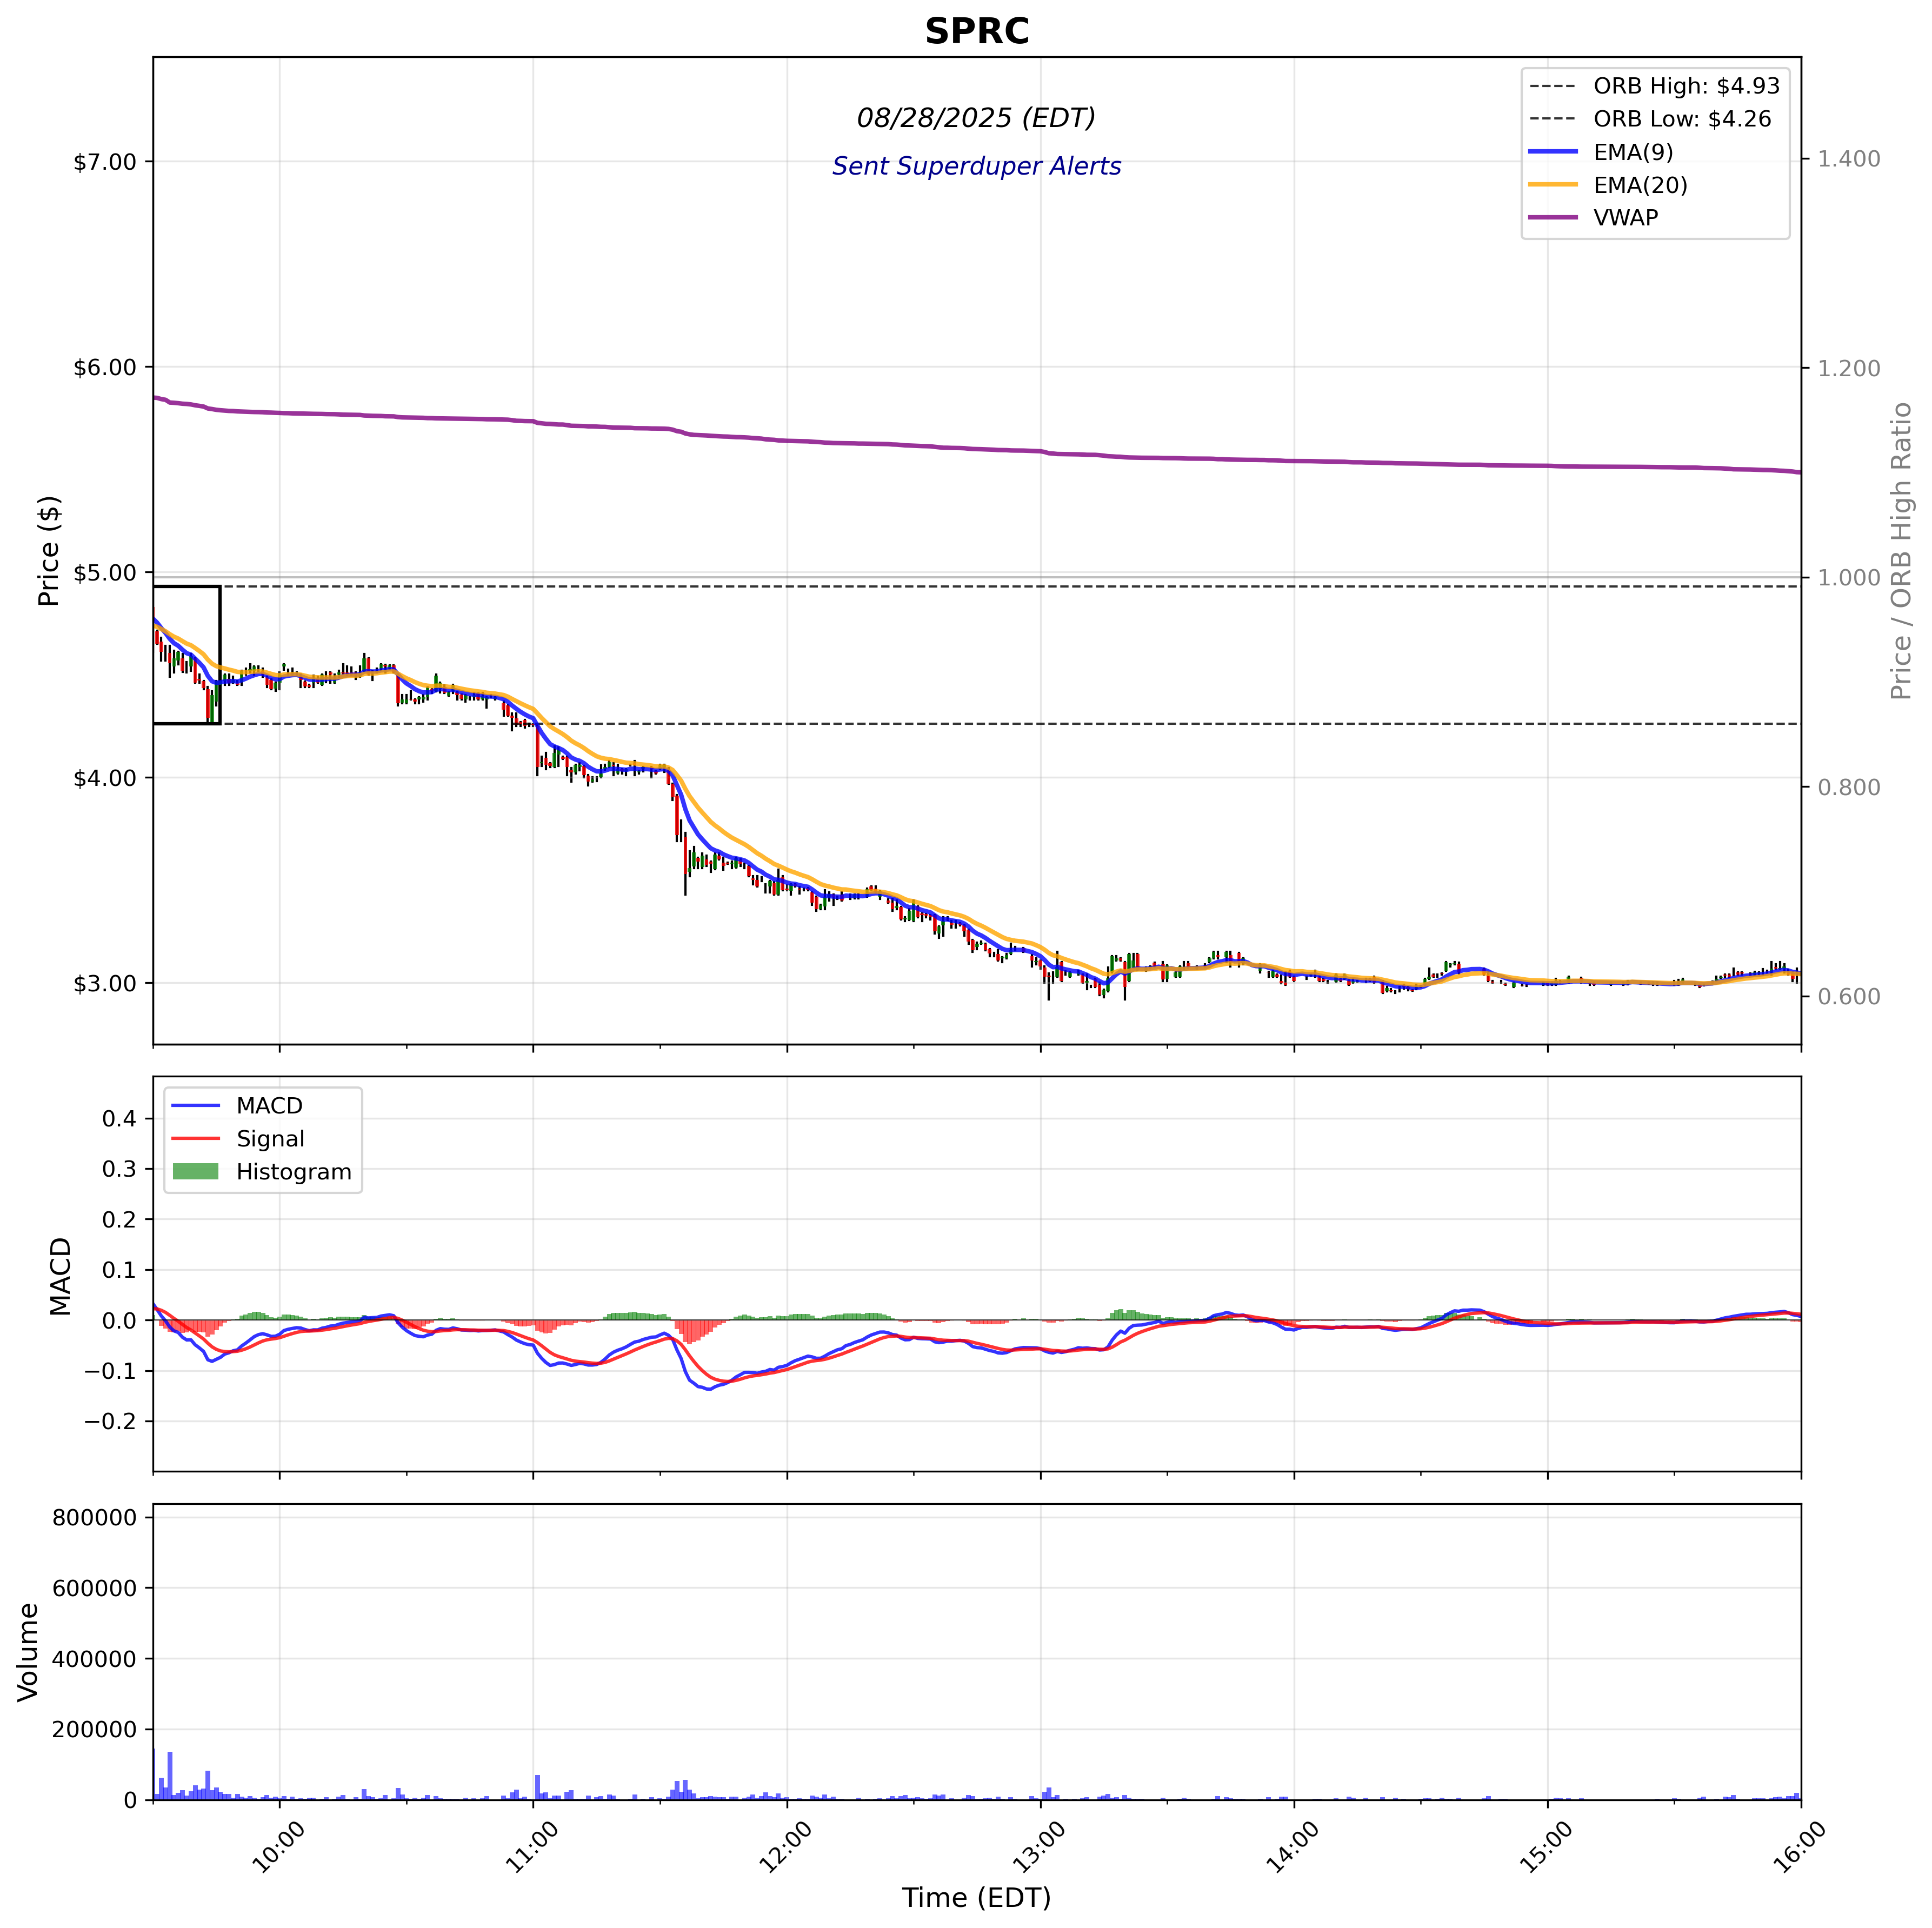 SPRC
08/28/2025 (EDT)
Sent Superduper Alerts
ORB High: $4.93
ORB Low: $4.26
EMA(9)
EMA(20)
VWAP
Price ($)
$7.00
$6.00
$5.00
$4.00
$3.00
1.400
1.200
1.000
0.800
0.600
Price / ORB High Ratio
MACD
Signal
Histogram
MACD
0.4
0.3
0.2
0.1
0.0
−0.1
−0.2
Volume
800000
600000
400000
200000
0
10:00
11:00
12:00
13:00
14:00
15:00
16:00
Time (EDT)